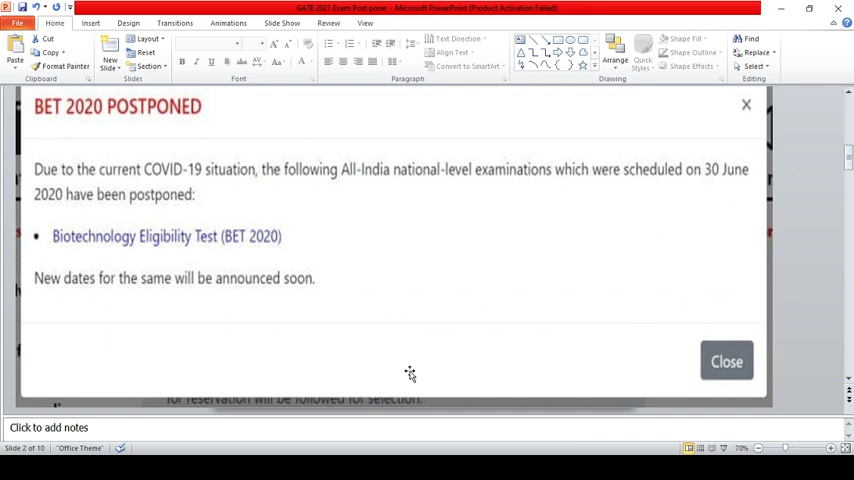 GATE 2021 Exam Post pone - Microsoft PowerPoint (Product Activation Failed)
File Home Insert Design Transitions Animations Slide Show Review View
Cut
Copy
Format Painter
Paste
Clipboard
New
Slide
Layout
Reset
Section
Slides
B I U S abc AV Aa A
Font
Text Direction
Align Text
Convert to SmartArt
Paragraph
Arrange
Quick
Styles
Shape Fill
Shape Outline
Shape Effects
Drawing
Find
Replace
Select
Editing
BET 2020 POSTPONED
Due to the current COVID-19 situation, the following All-India national-level examinations which were scheduled on 30 June
2020 have been postponed:
• Biotechnology Eligibility Test (BET 2020)
New dates for the same will be announced soon.
Close
for reservation will be followed for selection.
Click to add notes
Slide 2 of 10 "Office Theme" 70%